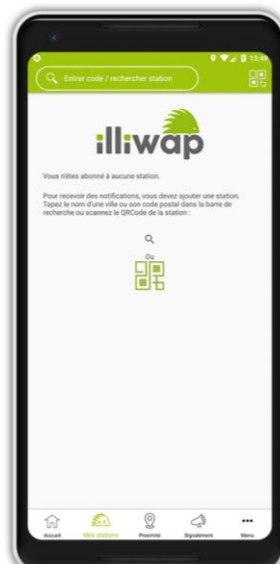 12:49
Entrer code / rechercher station
illiwap
Vous n'êtes abonné à aucune station.
Pour recevoir des notifications, vous devez ajouter une station.
Tapez le nom d'une ville ou son code postal dans la barre de
recherche ou scannez le QRCode de la station :
Ou
Accueil
Mes stations
Proximité
Signalement
Menu